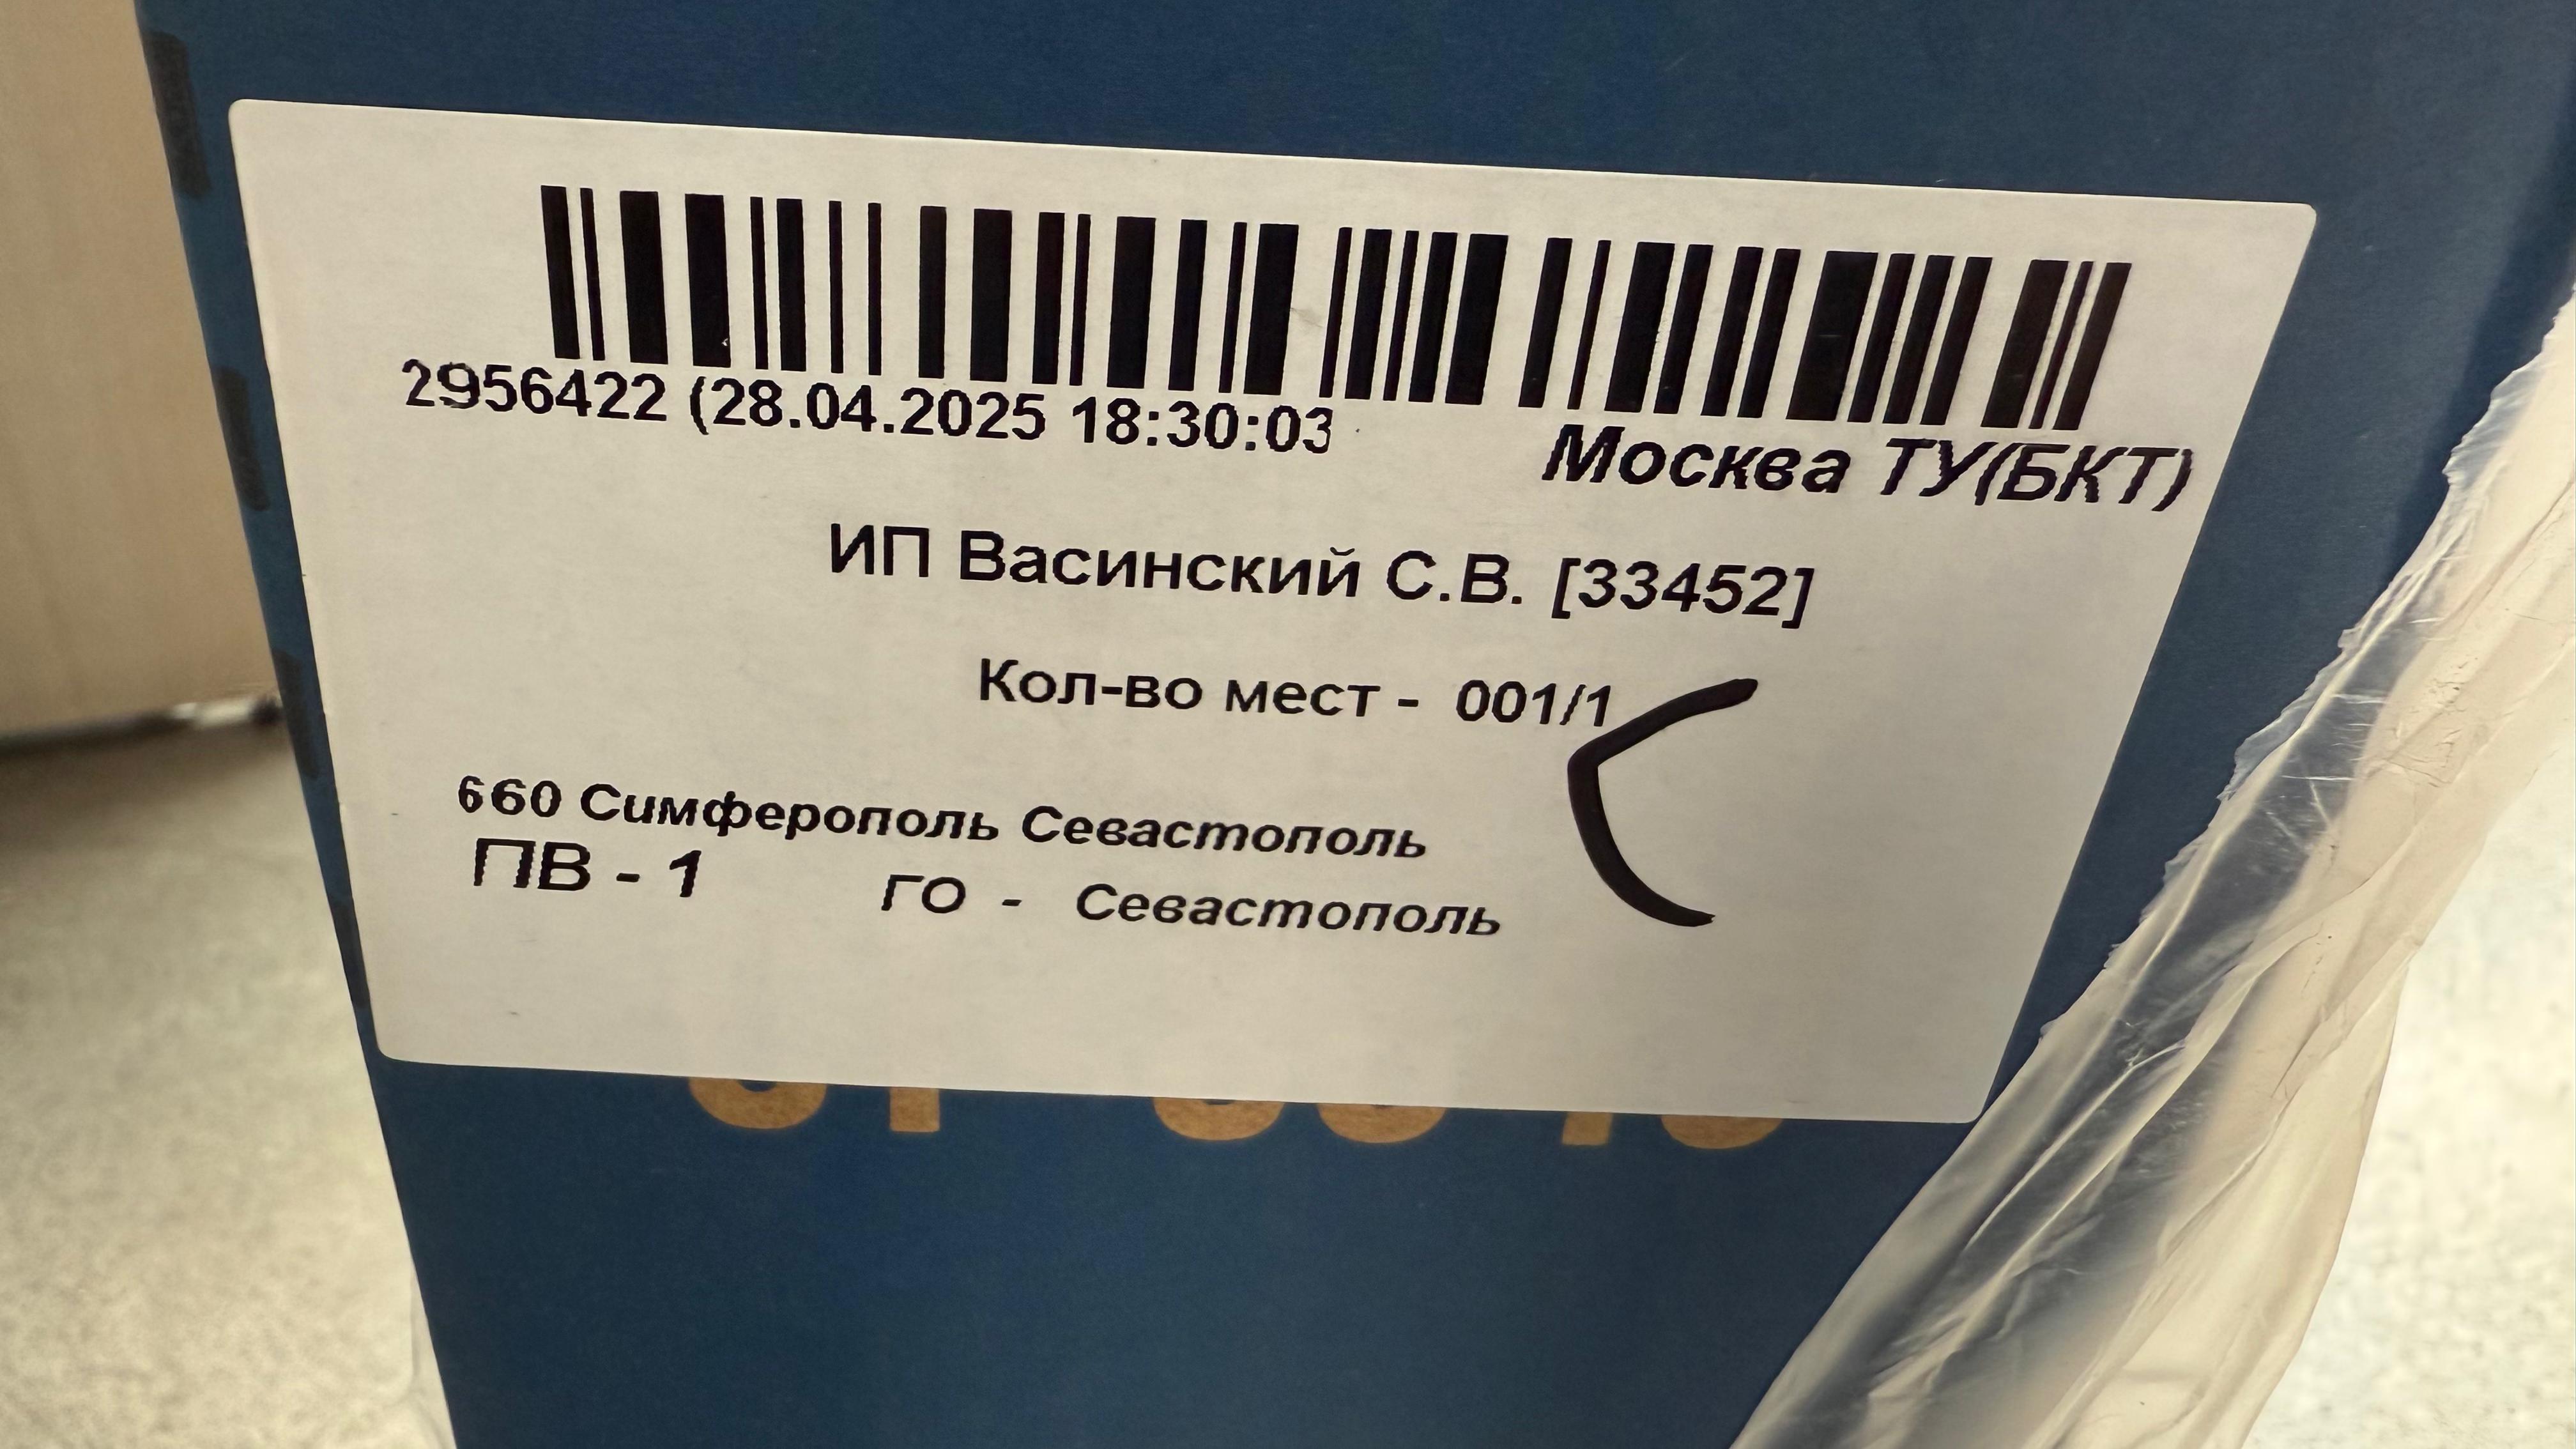 2956422 (28.04.2025 18:30:03
Москва ТУ(БКТ)
ИП Васинский С.В. [33452]
Кол-во мест - 001/1
660 Симферополь Севастополь
ПВ - 1 ГО - Севастополь